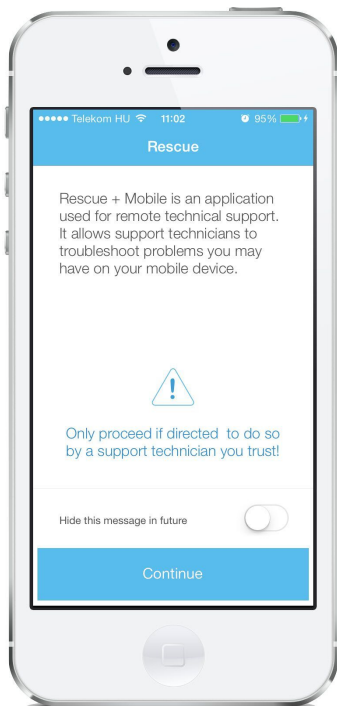 Telekom HU 11:02 95%
Rescue
Rescue + Mobile is an application
used for remote technical support.
It allows support technicians to
troubleshoot problems you may
have on your mobile device.
Only proceed if directed to do so
by a support technician you trust!
Hide this message in future
Continue